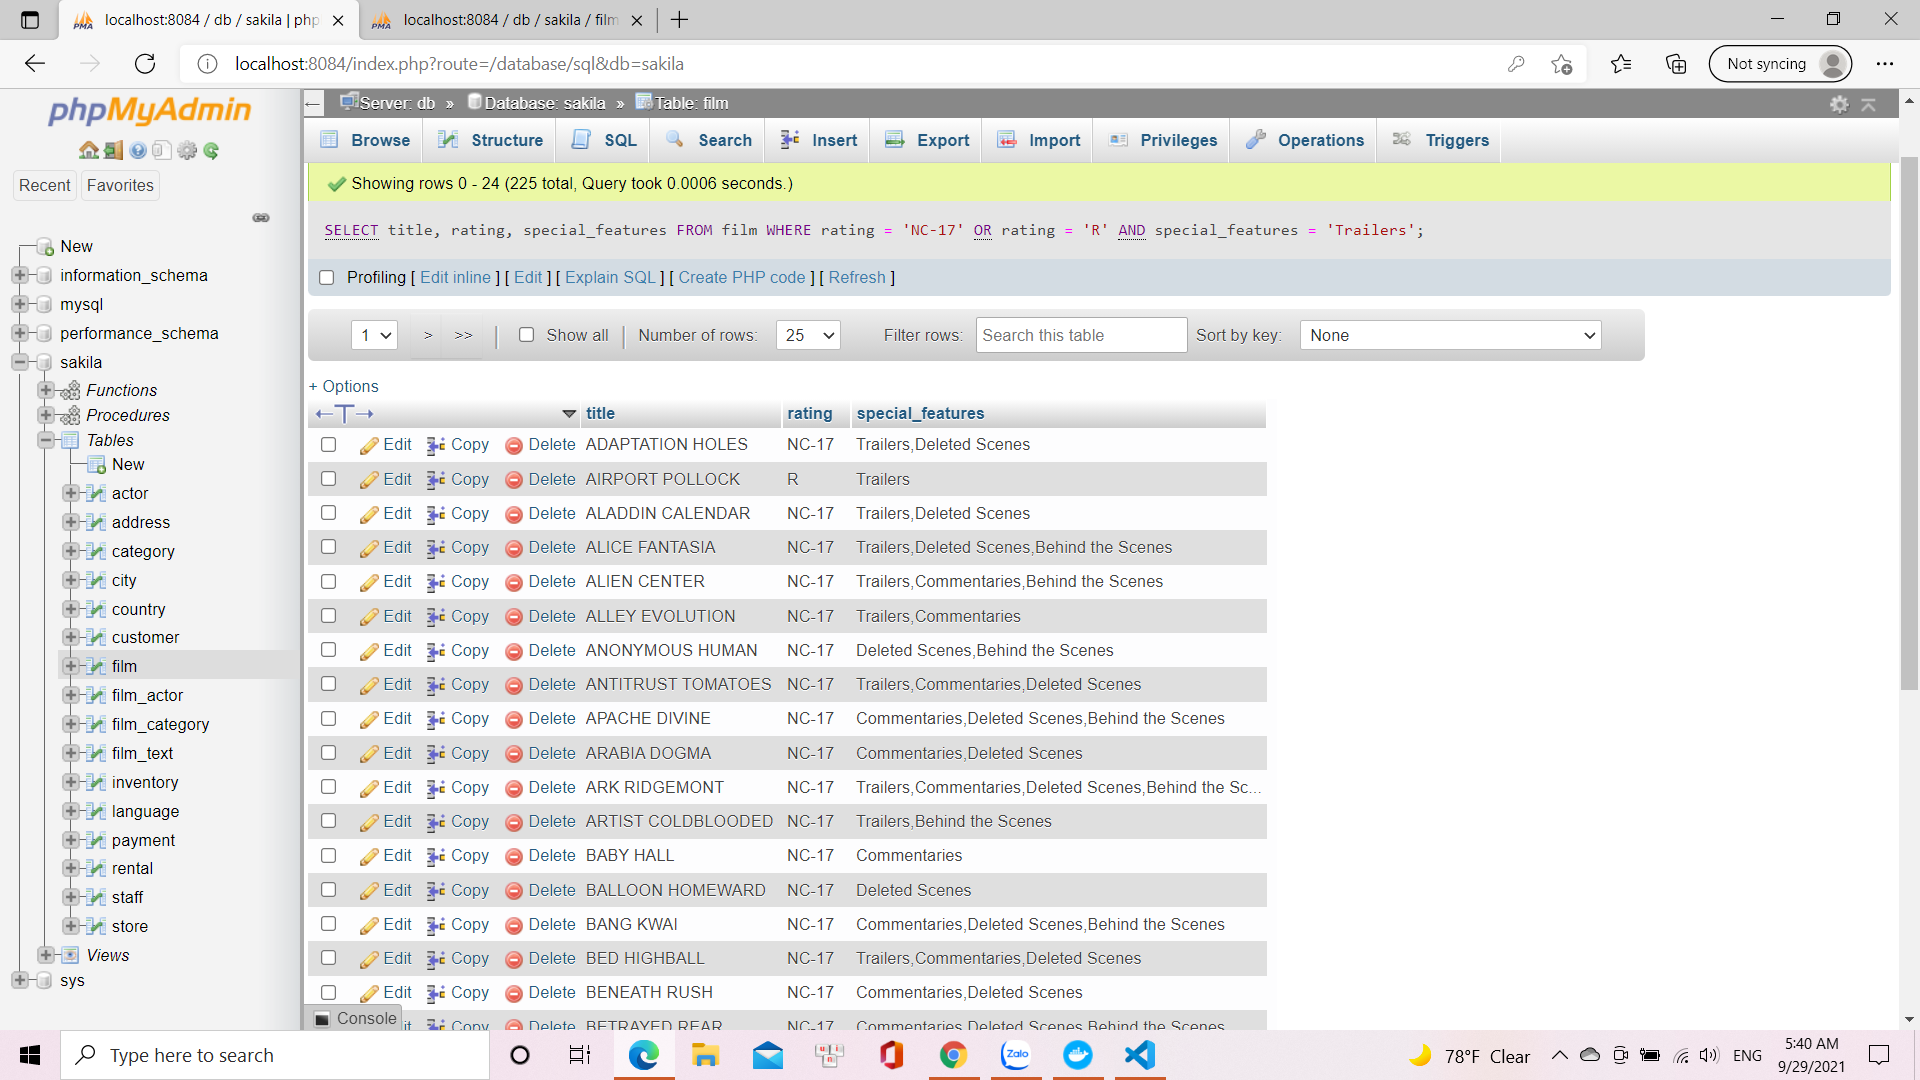 localhost:8084 / db / sakila | php
localhost:8084 / db / sakila / film
localhost:8084/index.php?route=/database/sql&db=sakila
Not syncing
phpMyAdmin
Recent
Favorites
New
information_schema
mysql
performance_schema
sakila
Functions
Procedures
Tables
New
actor
address
category
city
country
customer
film
film_actor
film_category
film_text
inventory
language
payment
rental
staff
store
Views
sys
Server: db » Database: sakila » Table: film
Browse Structure SQL Search Insert Export Import Privileges Operations Triggers
Showing rows 0 - 24 (225 total, Query took 0.0006 seconds.)
SELECT title, rating, special_features FROM film WHERE rating = 'NC-17' OR rating = 'R' AND special_features = 'Trailers';
Profiling [ Edit inline ] [ Edit ] [ Explain SQL ] [ Create PHP code ] [ Refresh ]
1 > >> | Show all | Number of rows: 25 Filter rows: Search this table Sort by key: None
+ Options
←T→ title rating special_features
Edit Copy Delete ADAPTATION HOLES NC-17 Trailers,Deleted Scenes
Edit Copy Delete AIRPORT POLLOCK R Trailers
Edit Copy Delete ALADDIN CALENDAR NC-17 Trailers,Deleted Scenes
Edit Copy Delete ALICE FANTASIA NC-17 Trailers,Deleted Scenes,Behind the Scenes
Edit Copy Delete ALIEN CENTER NC-17 Trailers,Commentaries,Behind the Scenes
Edit Copy Delete ALLEY EVOLUTION NC-17 Trailers,Commentaries
Edit Copy Delete ANONYMOUS HUMAN NC-17 Deleted Scenes,Behind the Scenes
Edit Copy Delete ANTITRUST TOMATOES NC-17 Trailers,Commentaries,Deleted Scenes
Edit Copy Delete APACHE DIVINE NC-17 Commentaries,Deleted Scenes,Behind the Scenes
Edit Copy Delete ARABIA DOGMA NC-17 Commentaries,Deleted Scenes
Edit Copy Delete ARK RIDGEMONT NC-17 Trailers,Commentaries,Deleted Scenes,Behind the Sc...
Edit Copy Delete ARTIST COLDBLOODED NC-17 Trailers,Behind the Scenes
Edit Copy Delete BABY HALL NC-17 Commentaries
Edit Copy Delete BALLOON HOMEWARD NC-17 Deleted Scenes
Edit Copy Delete BANG KWAI NC-17 Commentaries,Deleted Scenes,Behind the Scenes
Edit Copy Delete BED HIGHBALL NC-17 Trailers,Commentaries,Deleted Scenes
Edit Copy Delete BENEATH RUSH NC-17 Commentaries,Deleted Scenes
Copy Delete BETRAYED REAR NC-17 Commentaries,Deleted Scenes,Behind the Scenes
Console
Type here to search
Zalo
78°F Clear
ENG
5:40 AM
9/29/2021